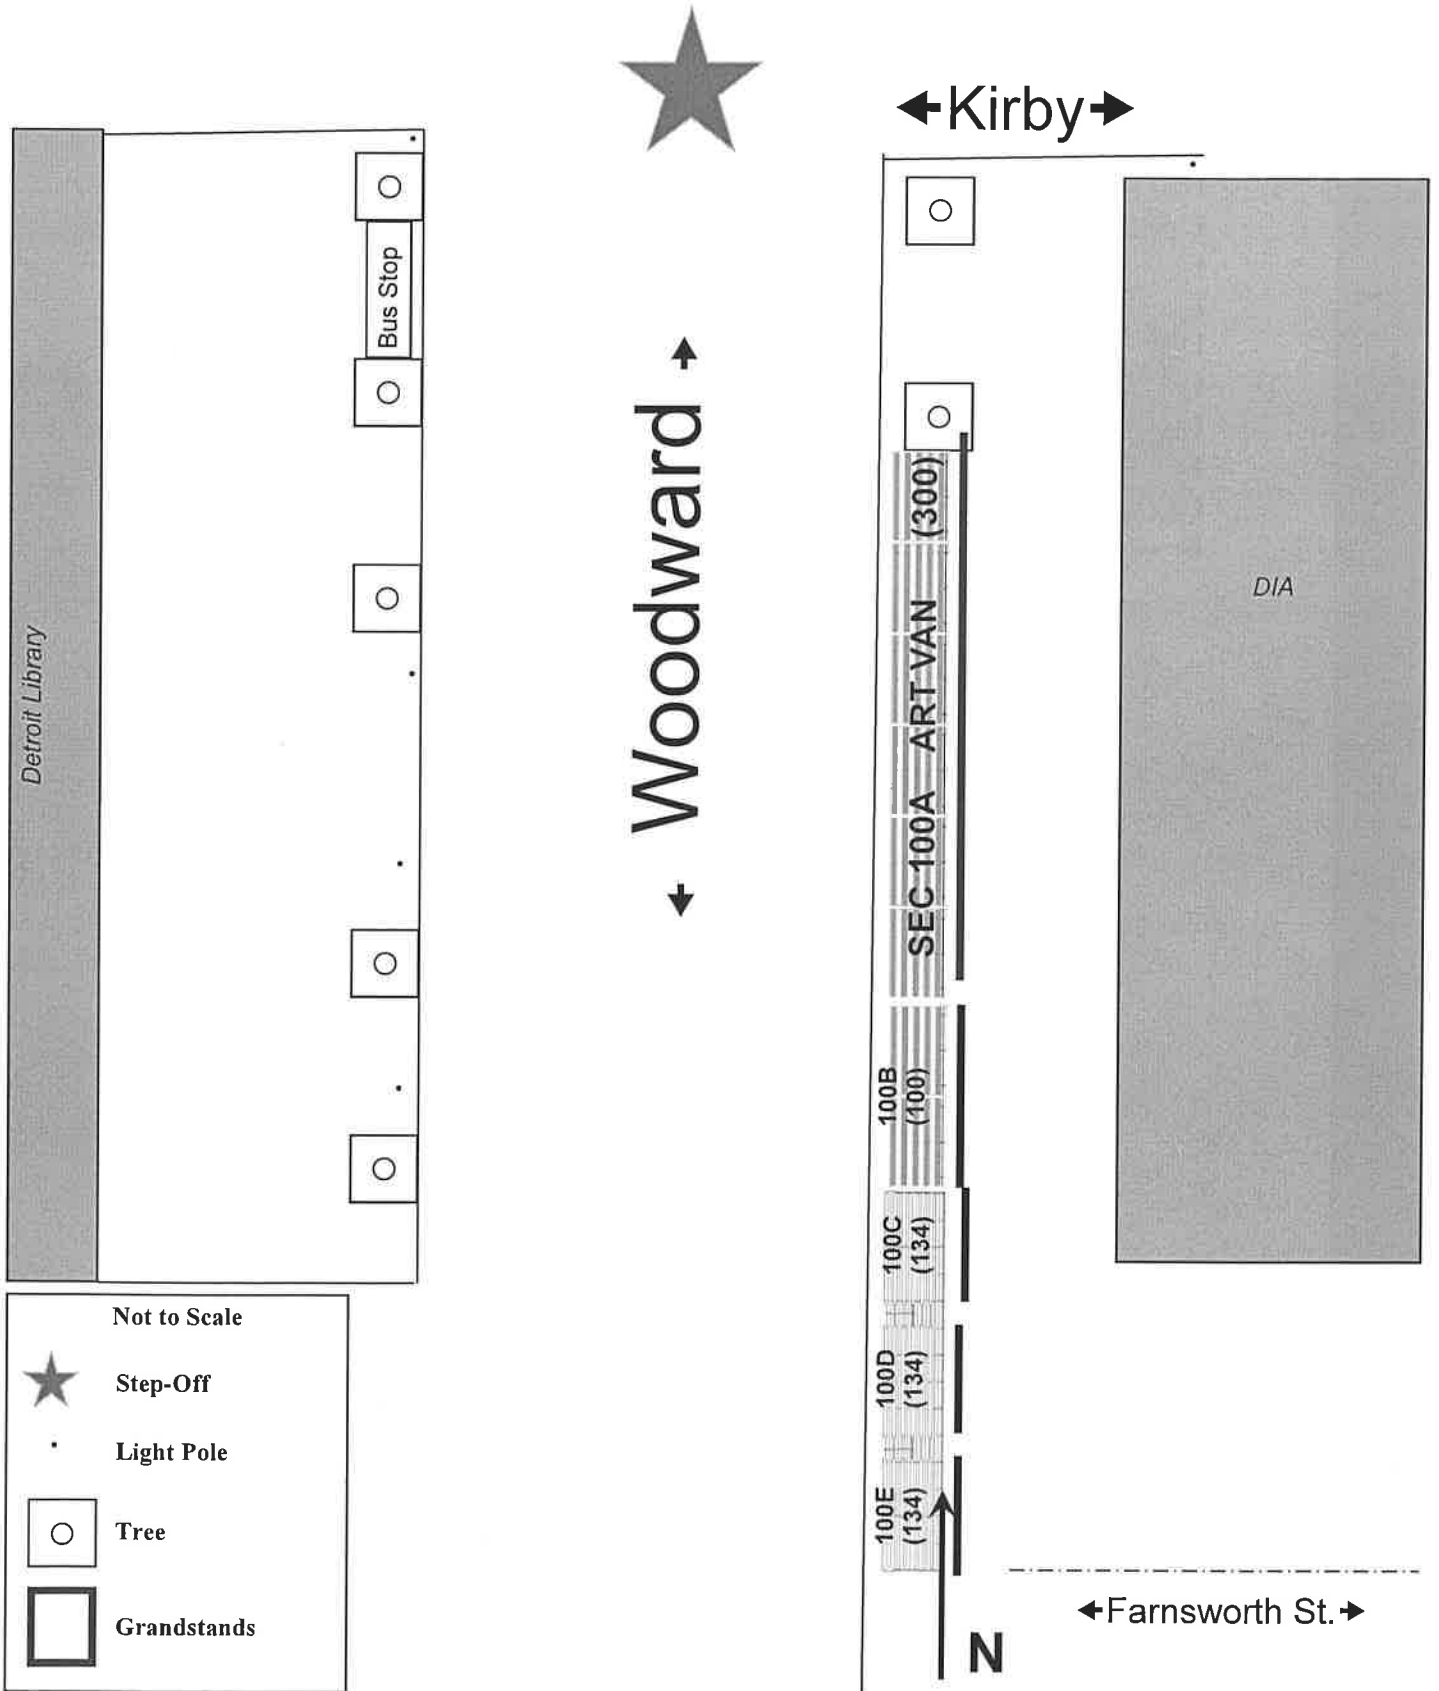 Kirby
Bus Stop
Woodward
Detroit Library
SEC 100A ART VAN (300)
DIA
100B
(100)
100C
(134)
100D
(134)
100E
(134)
Not to Scale
Step-Off
Light Pole
Tree
Grandstands
Farnsworth St.
N